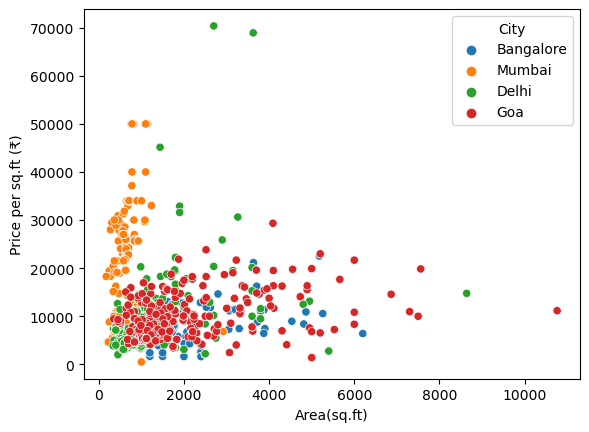 City
Bangalore
Mumbai
Delhi
Goa
Price per sq.ft (₹)
70000
60000
50000
40000
30000
20000
10000
0
0 2000 4000 6000 8000 10000
Area(sq.ft)